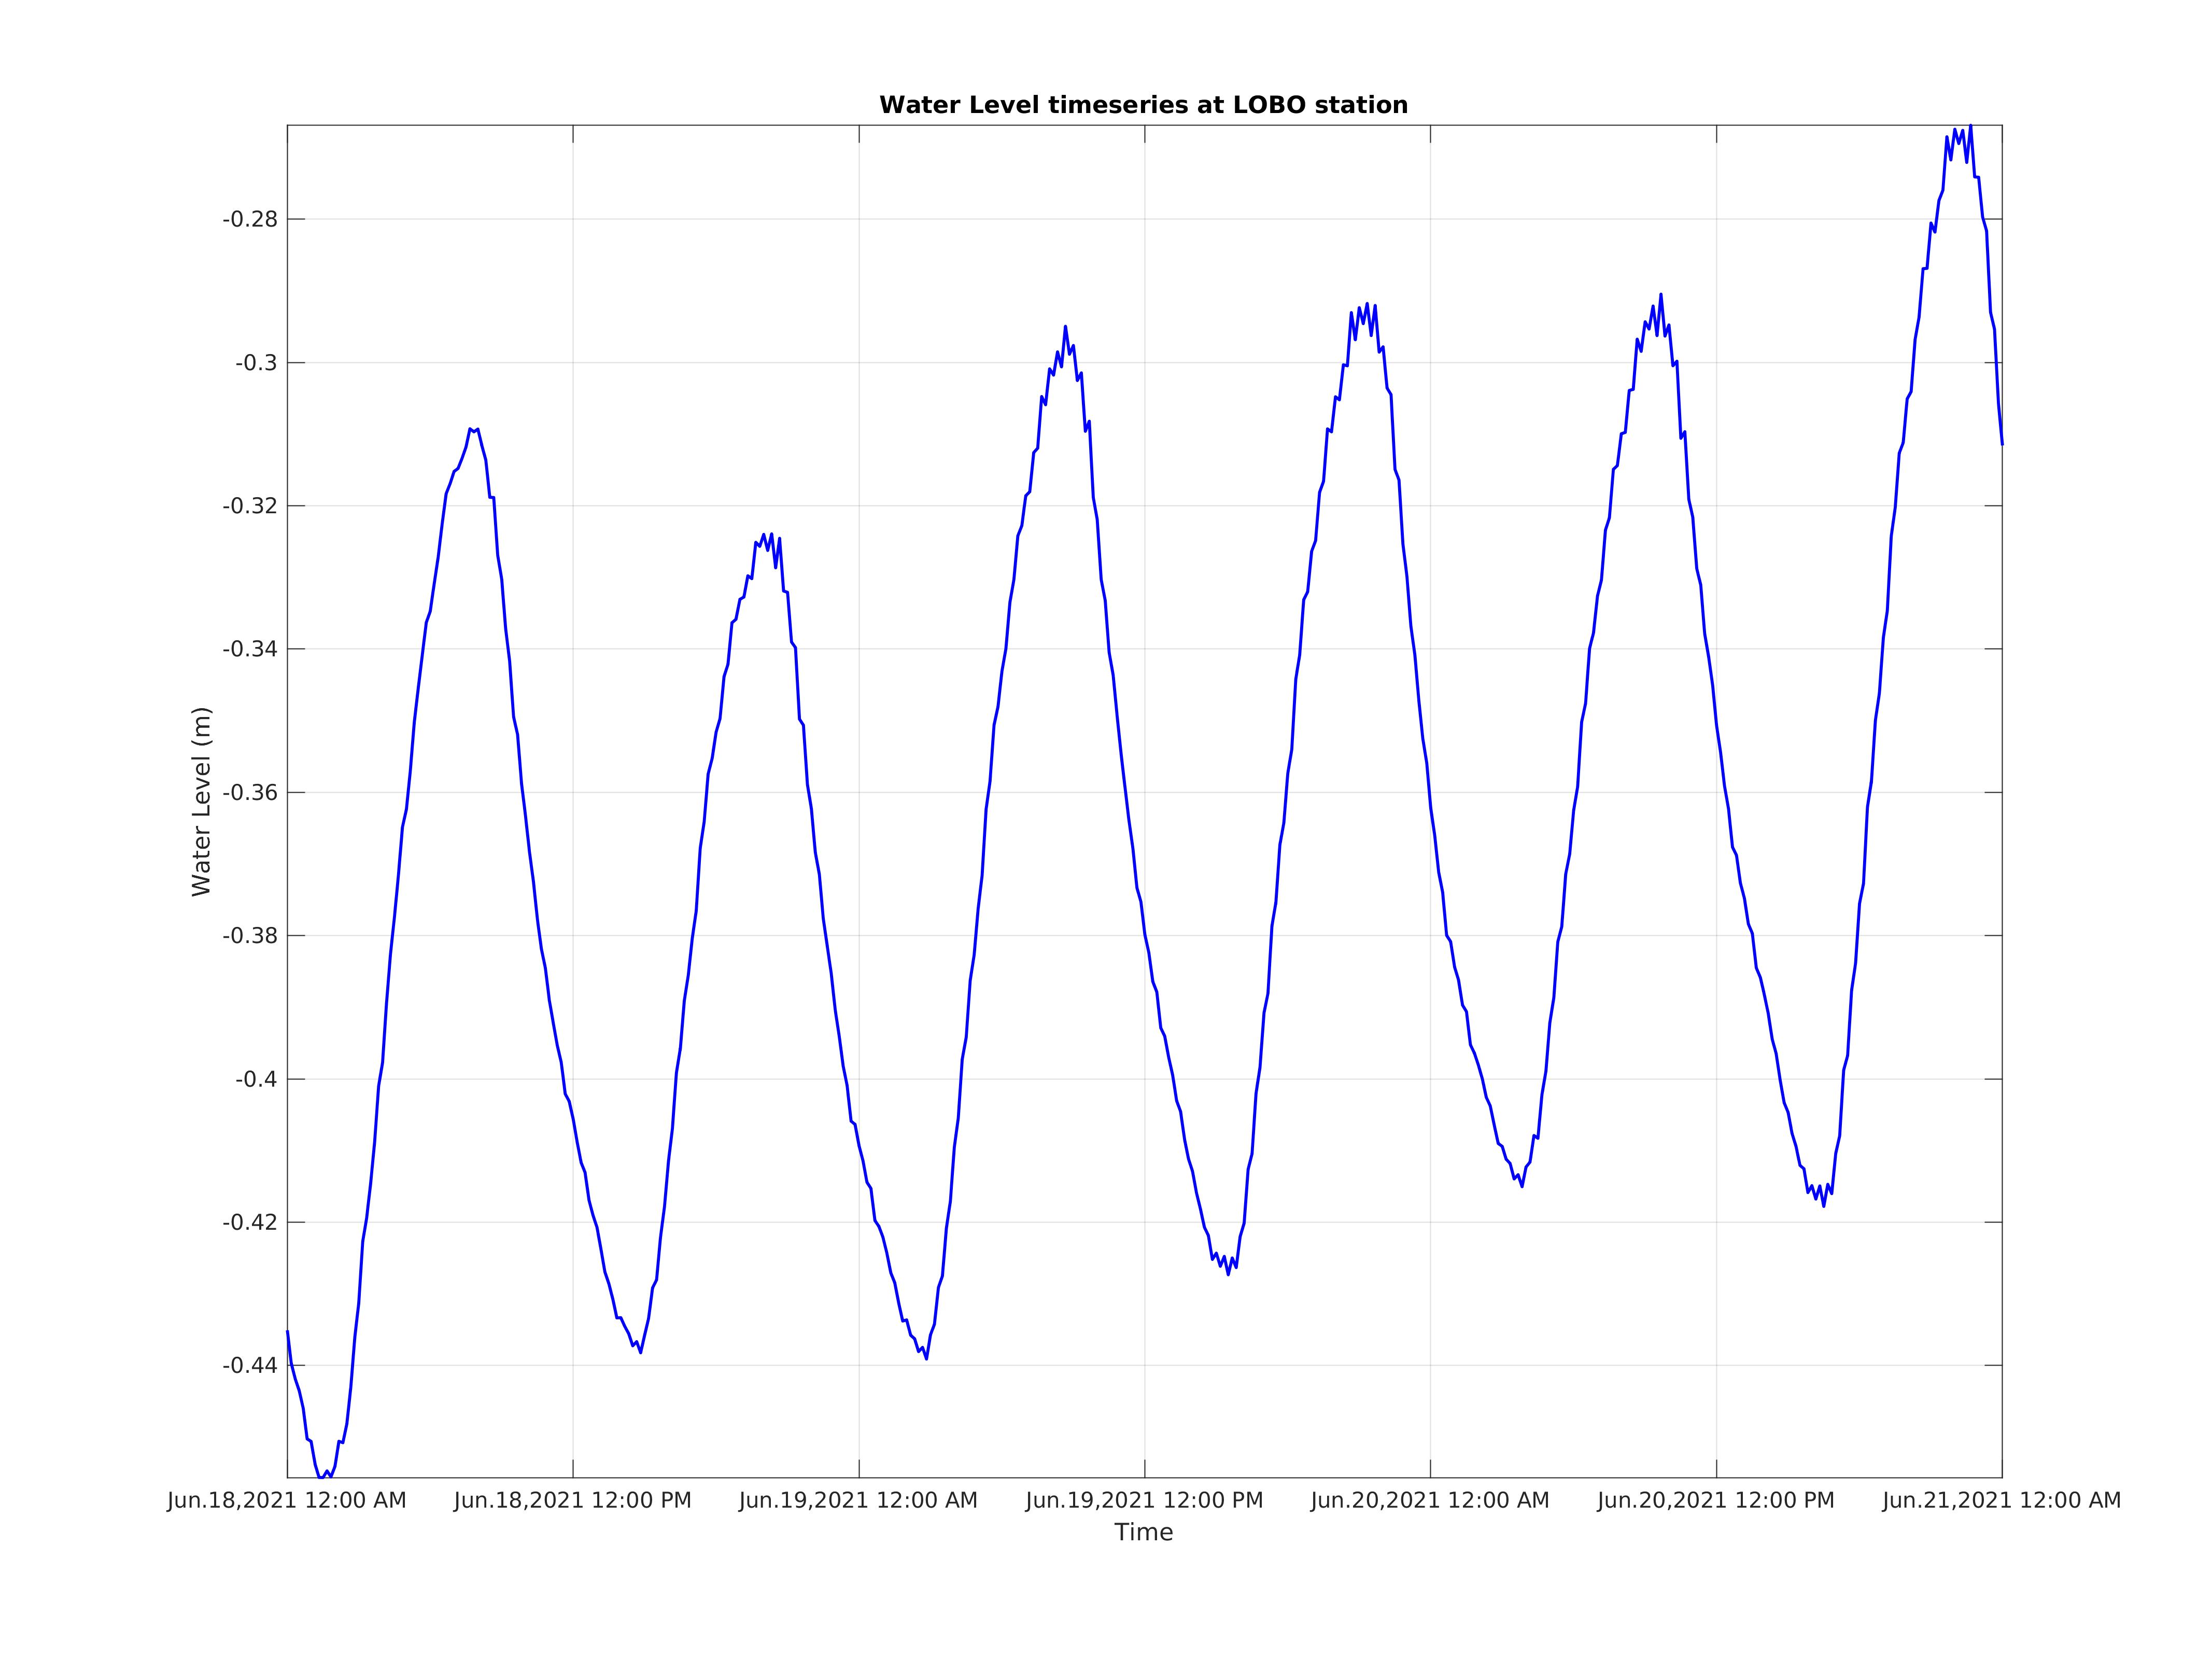 Water Level timeseries at LOBO station
-0.28
-0.3
-0.32
-0.34
-0.36
-0.38
-0.4
-0.42
-0.44
Water Level (m)
Jun.18,2021 12:00 AM
Jun.18,2021 12:00 PM
Jun.19,2021 12:00 AM
Jun.19,2021 12:00 PM
Jun.20,2021 12:00 AM
Jun.20,2021 12:00 PM
Jun.21,2021 12:00 AM
Time